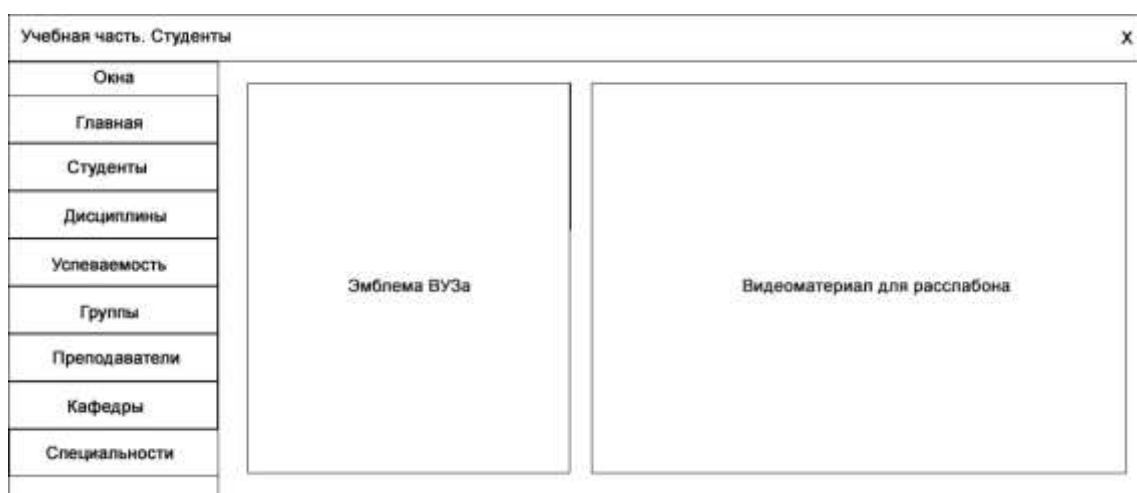 Учебная часть. Студенты X
Окна
Главная
Студенты
Дисциплины
Успеваемость
Группы
Преподаватели
Кафедры
Специальности
Эмблема ВУЗа
Видеоматериал для расслабона